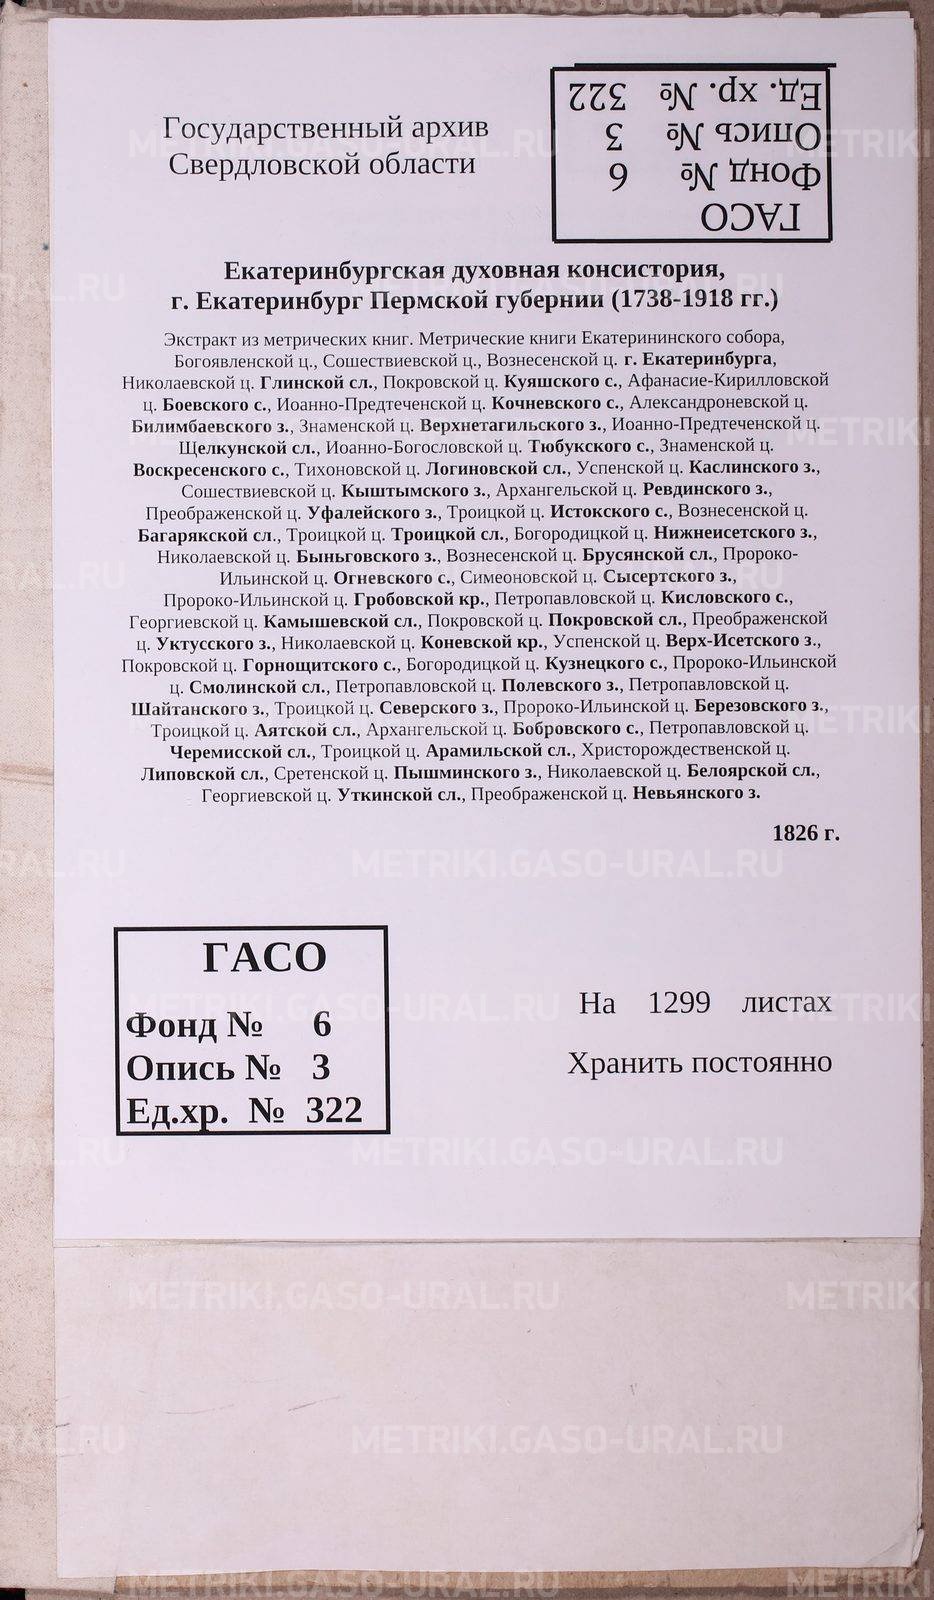 Государственный архив
Свердловской области
ГАСО
Фонд № 6
Опись № 3
Ед. хр. № 322
Екатеринбургская духовная консистория,
г. Екатеринбург Пермской губернии (1738-1918 гг.)
Экстракт из метрических книг. Метрические книги Екатерининского собора,
Богоявленской ц., Сошествиевской ц., Вознесенской ц. г. Екатеринбурга,
Николаевской ц. Глинской сл., Покровской ц. Куяшского с., Афанасие-Кирилловской
ц. Боевского с., Иоанно-Предтеченской ц. Кочневского с., Александроневской ц.
Билимбаевского з., Знаменской ц. Верхнетагильского з., Иоанно-Предтеченской ц.
Щелкунской сл., Иоанно-Богословской ц. Тюбукского с., Знаменской ц.
Воскресенского с., Тихоновской ц. Логиновской сл., Успенской ц. Каслинского з.,
Сошествиевской ц. Кыштымского з., Архангельской ц. Ревдинского з.,
Преображенской ц. Уфалейского з., Троицкой ц. Истокского с., Вознесенской ц.
Багарякской сл., Троицкой ц. Троицкой сл., Богородицкой ц. Нижнеисетского з.,
Николаевской ц. Быньговского з., Вознесенской ц. Брусянской сл., Пророко-
Ильинской ц. Огневского с., Симеоновской ц. Сысертского з.,
Пророко-Ильинской ц. Гробовской кр., Петропавловской ц. Кисловского с.,
Георгиевской ц. Камышевской сл., Покровской ц. Покровской сл., Преображенской
ц. Уктусского з., Николаевской ц. Коневской кр., Успенской ц. Верх-Исетского з.,
Покровской ц. Горнощитского с., Богородицкой ц. Кузнецкого с., Пророко-Ильинской
ц. Смолинской сл., Петропавловской ц. Полевского з., Петропавловской ц.
Шайтанского з., Троицкой ц. Северского з., Пророко-Ильинской ц. Березовского з.,
Троицкой ц. Аятской сл., Архангельской ц. Бобровского с., Петропавловской ц.
Черемисской сл., Троицкой ц. Арамильской сл., Христорождественской ц.
Липовской сл., Сретенской ц. Пышминского з., Николаевской ц. Белоярской сл.,
Георгиевской ц. Уткинской сл., Преображенской ц. Невьянского з.
1826 г.
ГАСО
Фонд № 6
Опись № 3
Ед.хр. № 322
На 1299 листах
Хранить постоянно
METRIKI.GASO-URAL.RU